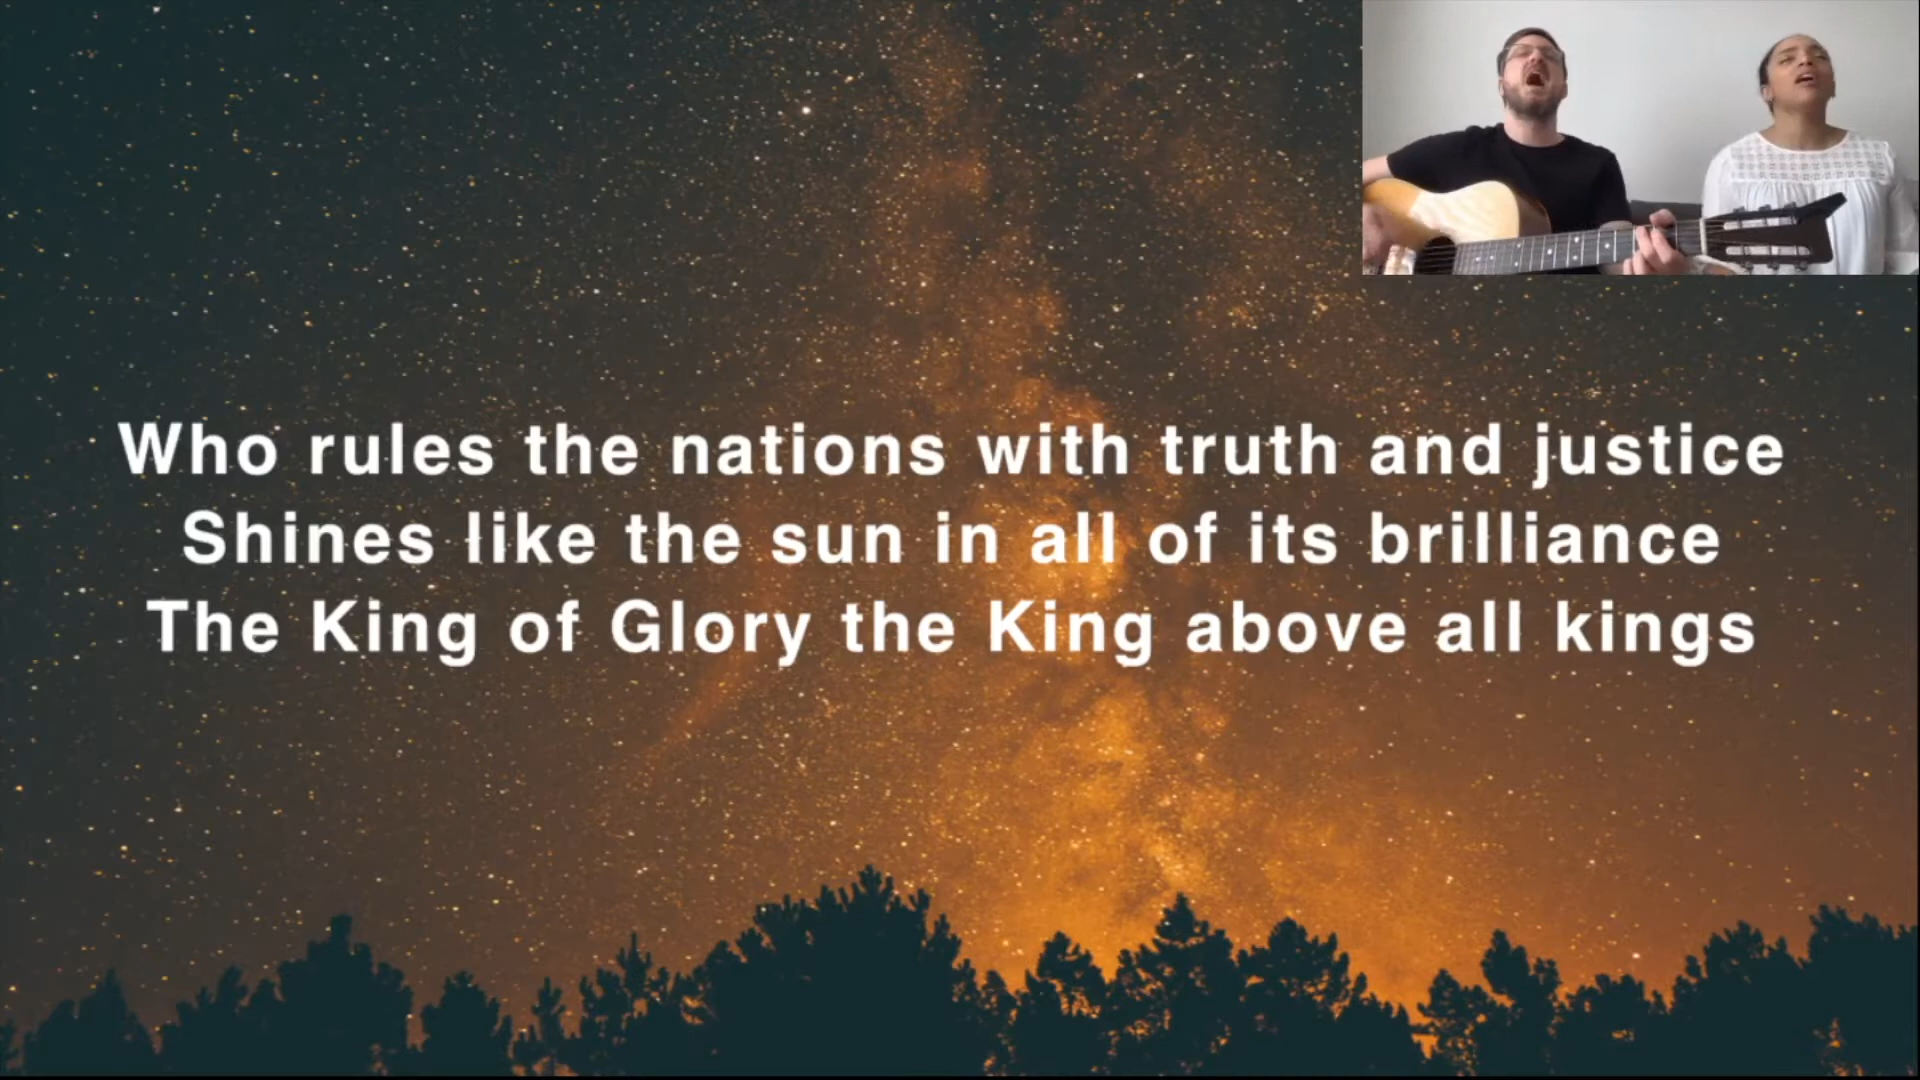 Who rules the nations with truth and justice
Shines like the sun in all of its brilliance
The King of Glory the King above all kings